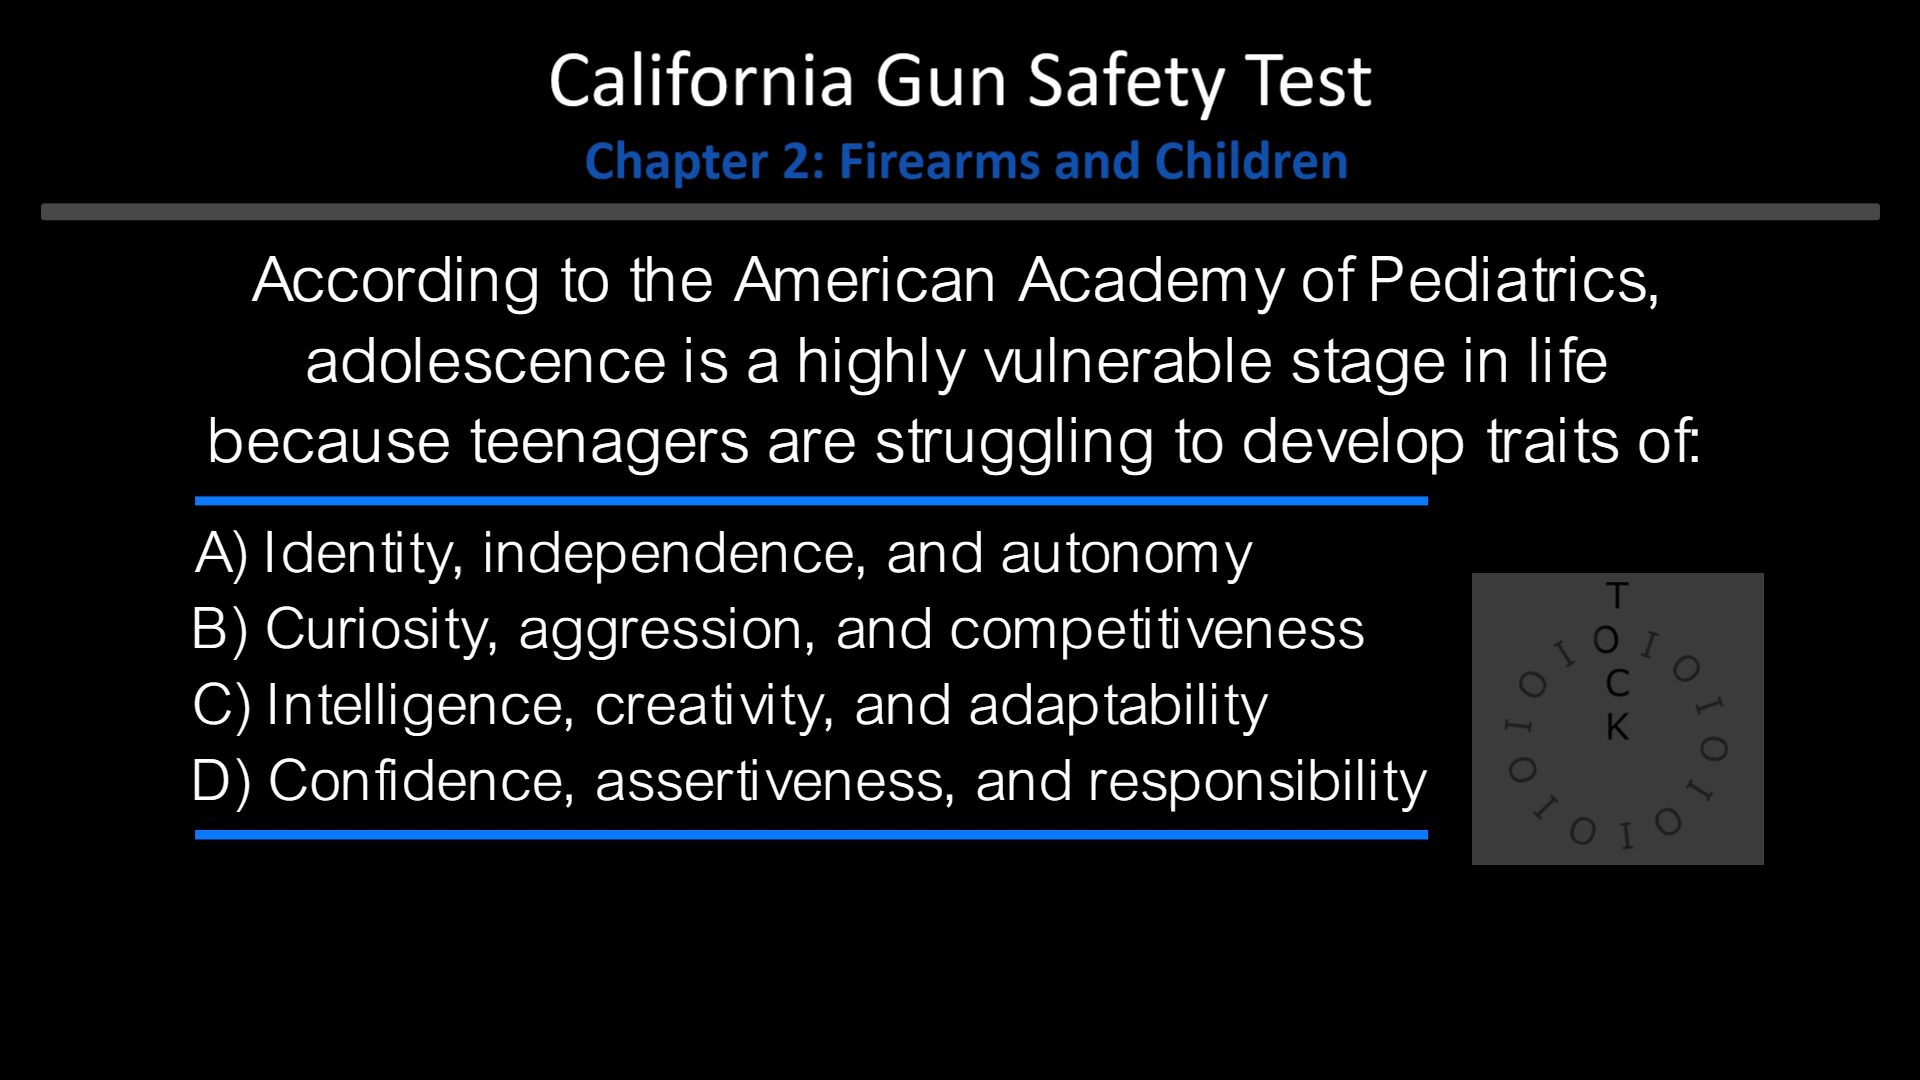 California Gun Safety Test
Chapter 2: Firearms and Children
According to the American Academy of Pediatrics,
adolescence is a highly vulnerable stage in life
because teenagers are struggling to develop traits of:
A) Identity, independence, and autonomy
B) Curiosity, aggression, and competitiveness
C) Intelligence, creativity, and adaptability
D) Confidence, assertiveness, and responsibility
T
O
C
K
I O I O I O I O I O I O I O I